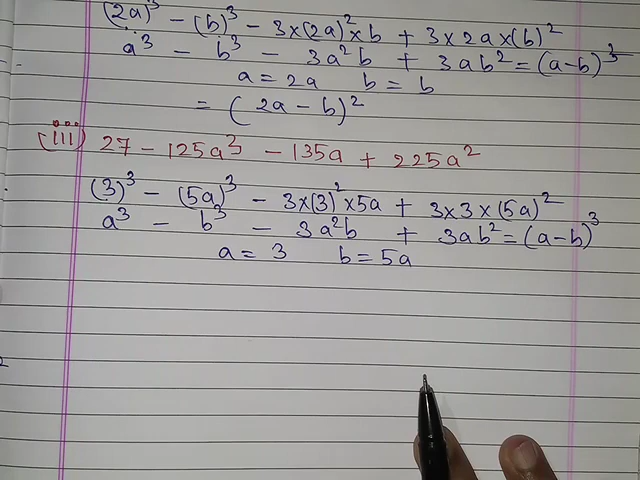 (2a)³ - (b)³ - 3×(2a)²×b + 3×2a×(b)²
a³ - b³ - 3a²b + 3ab² = (a-b)³
a = 2a b = b
= (2a - b)²
(iii) 27 - 125a³ - 135a + 225a²
(3)³ - (5a)³ - 3×(3)²×5a + 3×3×(5a)²
a³ - b³ - 3a²b + 3ab² = (a-b)³
a = 3 b = 5a